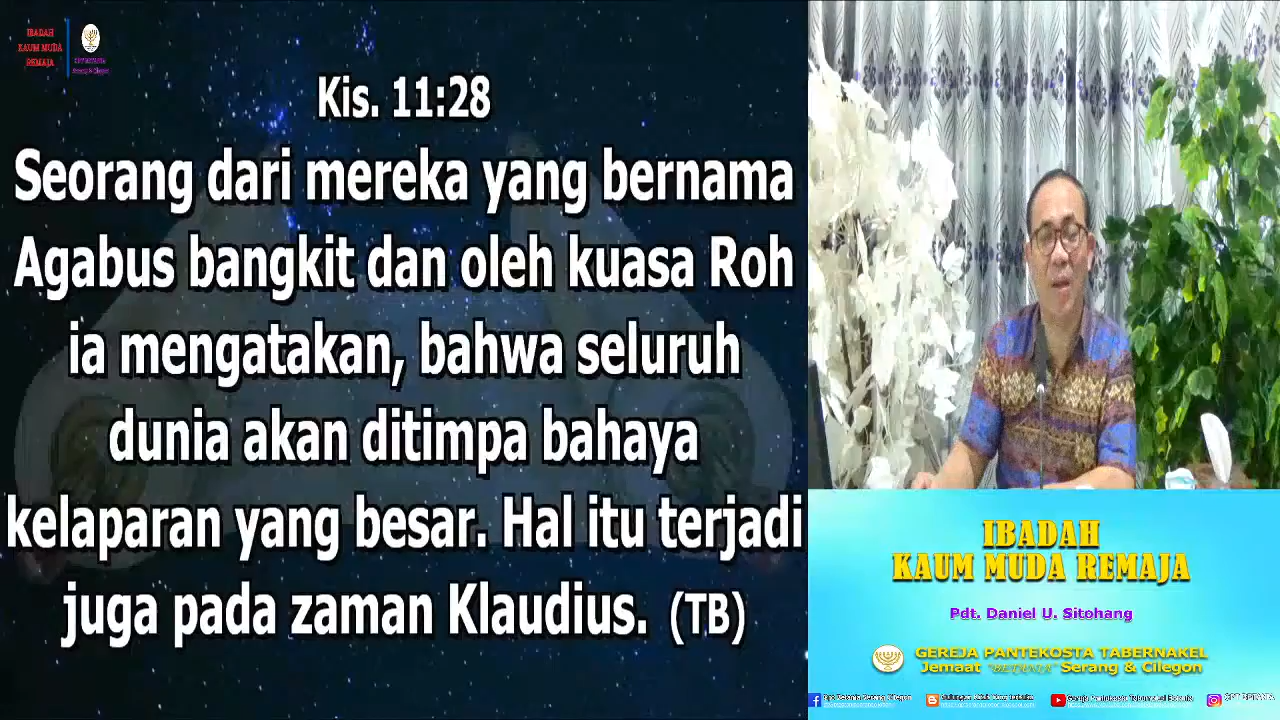 IBADAH
KAUM MUDA
REMAJA
Kis. 11:28
Seorang dari mereka yang bernama
Agabus bangkit dan oleh kuasa Roh
ia mengatakan, bahwa seluruh
dunia akan ditimpa bahaya
kelaparan yang besar. Hal itu terjadi
juga pada zaman Klaudius. (TB)
IBADAH
KAUM MUDA REMAJA
Pdt. Daniel U. Sitohang
GEREJA PANTEKOSTA TABERNAKEL
Jemaat "BETANIA" Serang & Cilegon